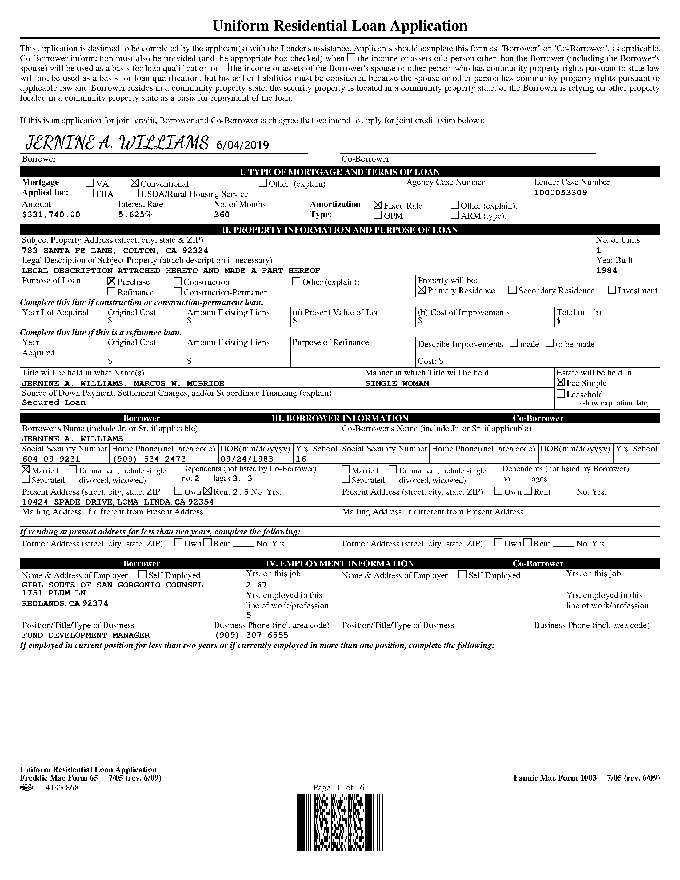 Uniform Residential Loan Application
This application is designed to be completed by the applicant(s) with the Lender's assistance. Applicants should complete this form as "Borrower" or "Co-Borrower", as applicable.
Co-Borrower information must also be provided (and the appropriate box checked) when the income or assets of a person other than the Borrower (including the Borrower's
spouse) will be used as a basis for loan qualification or the income or assets of the Borrower's spouse or other person who has community property rights pursuant to state law
will not be used as a basis for loan qualification, but his or her liabilities must be considered because the spouse or other person has community property rights pursuant to
applicable law and Borrower resides in a community property state, the security property is located in a community property state, or the Borrower is relying on other property
located in a community property state as a basis for repayment of the loan.
If this is an application for joint credit, Borrower and Co-Borrower each agree that we intend to apply for joint credit (sign below):
JERNINE A. WILLIAMS 6/04/2019
Borrower Co-Borrower
I. TYPE OF MORTGAGE AND TERMS OF LOAN
Mortgage VA Conventional Other (explain) Agency Case Number Lender Case Number
Applied for: FHA USDA/Rural Housing Service 1000053309
Amount Interest Rate No. of Months Amortization Fixed Rate Other (explain):
$331,740.00 5.625% 360 Type: GPM ARM (type):
II. PROPERTY INFORMATION AND PURPOSE OF LOAN
Subject Property Address (street, city, state & ZIP) No. of Units
783 SANTA FE LANE, COLTON, CA 92324 1
Legal Description of Subject Property (attach description if necessary) Year Built
LEGAL DESCRIPTION ATTACHED HERETO AND MADE A PART HEREOF 1984
Purpose of Loan Purchase Construction Other (explain): Property will be:
Refinance Construction-Permanent Primary Residence Secondary Residence Investment
Complete this line if construction or construction-permanent loan.
Year Lot Acquired Original Cost Amount Existing Liens (a) Present Value of Lot (b) Cost of Improvements
$ $ $ $ $
Complete this line if this is a refinance loan.
Year Original Cost Amount Existing Liens Purpose of Refinance Describe Improvements made to be made
Acquired $ $ Cost: $
Title will be held in what Name(s) Manner in which Title will be held Estate will be held in
JERNINE A. WILLIAMS, MARCUS W. MCBRIDE SINGLE WOMAN Fee Simple
Source of Down Payment, Settlement Charges, and/or Subordinate Financing (explain) Leasehold
Secured Loan (show expiration date)
Borrower III. BORROWER INFORMATION Co-Borrower
Borrower's Name (include Jr. or Sr. if applicable) Co-Borrower's Name (include Jr. or Sr. if applicable)
JERNINE A. WILLIAMS
Social Security Number Home Phone (incl. area code) DOB (mm/dd/yyyy) Yrs. School Social Security Number Home Phone (incl. area code) DOB (mm/dd/yyyy) Yrs. School
604 09 9231 (909) 534 2473 09/24/1983 16
Married Unmarried (include single, Dependents (not listed by Co-Borrower) Married Unmarried (include single, Dependents (not listed by Borrower)
Separated divorced, widowed) no. 2 ages 3, 3 Separated divorced, widowed) no. ages
Present Address (street, city, state, ZIP) Own Rent 2.5 No. Yrs. Present Address (street, city, state, ZIP) Own Rent No. Yrs.
10424 SPADE DRIVE, LOMA LINDA, CA 92354
Mailing Address, if different from Present Address Mailing Address, if different from Present Address
If residing at present address for less than two years, complete the following:
Former Address (street, city, state, ZIP) Own Rent No. Yrs. Former Address (street, city, state, ZIP) Own Rent No. Yrs.
Borrower IV. EMPLOYMENT INFORMATION Co-Borrower
Name & Address of Employer Self Employed Yrs. on this job Name & Address of Employer Self Employed Yrs. on this job
GIRL SCOUTS OF SAN GORGONIO COUNSEL 2.67
1751 PLUM LN Yrs. employed in this Yrs. employed in this
REDLANDS, CA 92374 line of work/profession line of work/profession
5
Position/Title/Type of Business Business Phone (incl. area code) Position/Title/Type of Business Business Phone (incl. area code)
FUND DEVELOPMENT MANAGER (909) 307 6555
If employed in current position for less than two years or if currently employed in more than one position, complete the following:
Uniform Residential Loan Application
Freddie Mac Form 65 7/05 (rev. 6/09) Fannie Mae Form 1003 7/05 (rev. 6/09)
Page 1 of 6